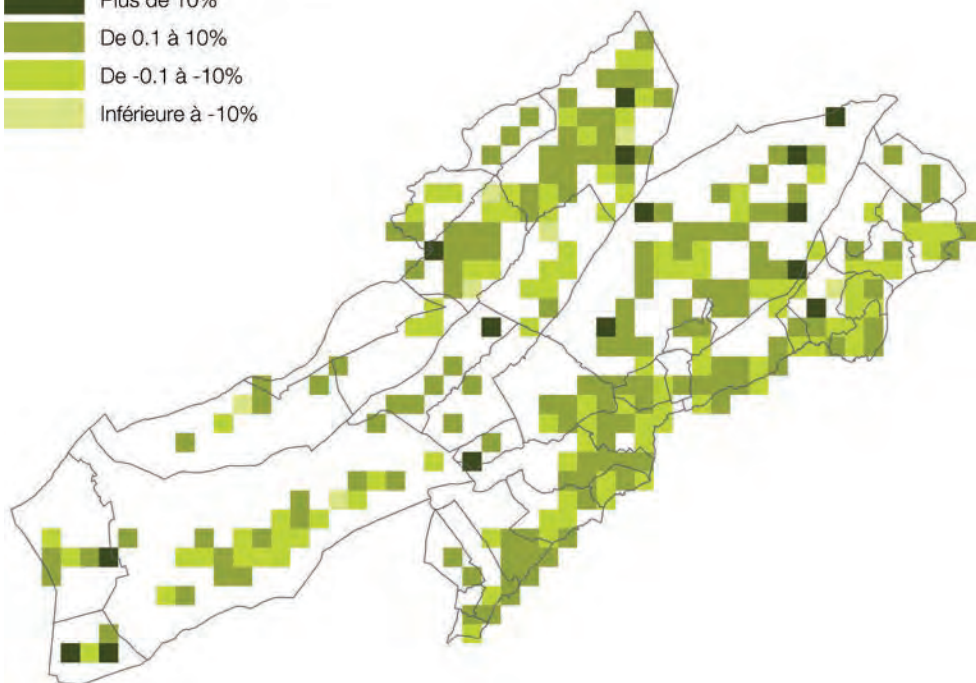 Plus de 10%
De 0.1 à 10%
De -0.1 à -10%
Inférieure à -10%